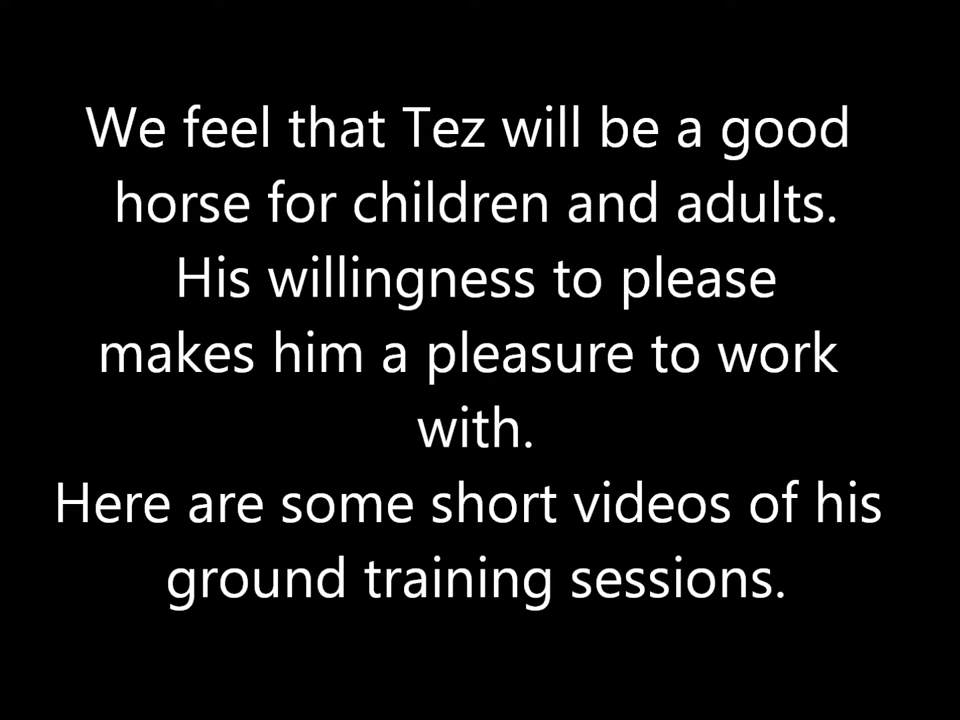 We feel that Tez will be a good
horse for children and adults.
His willingness to please
makes him a pleasure to work
with.
Here are some short videos of his
ground training sessions.